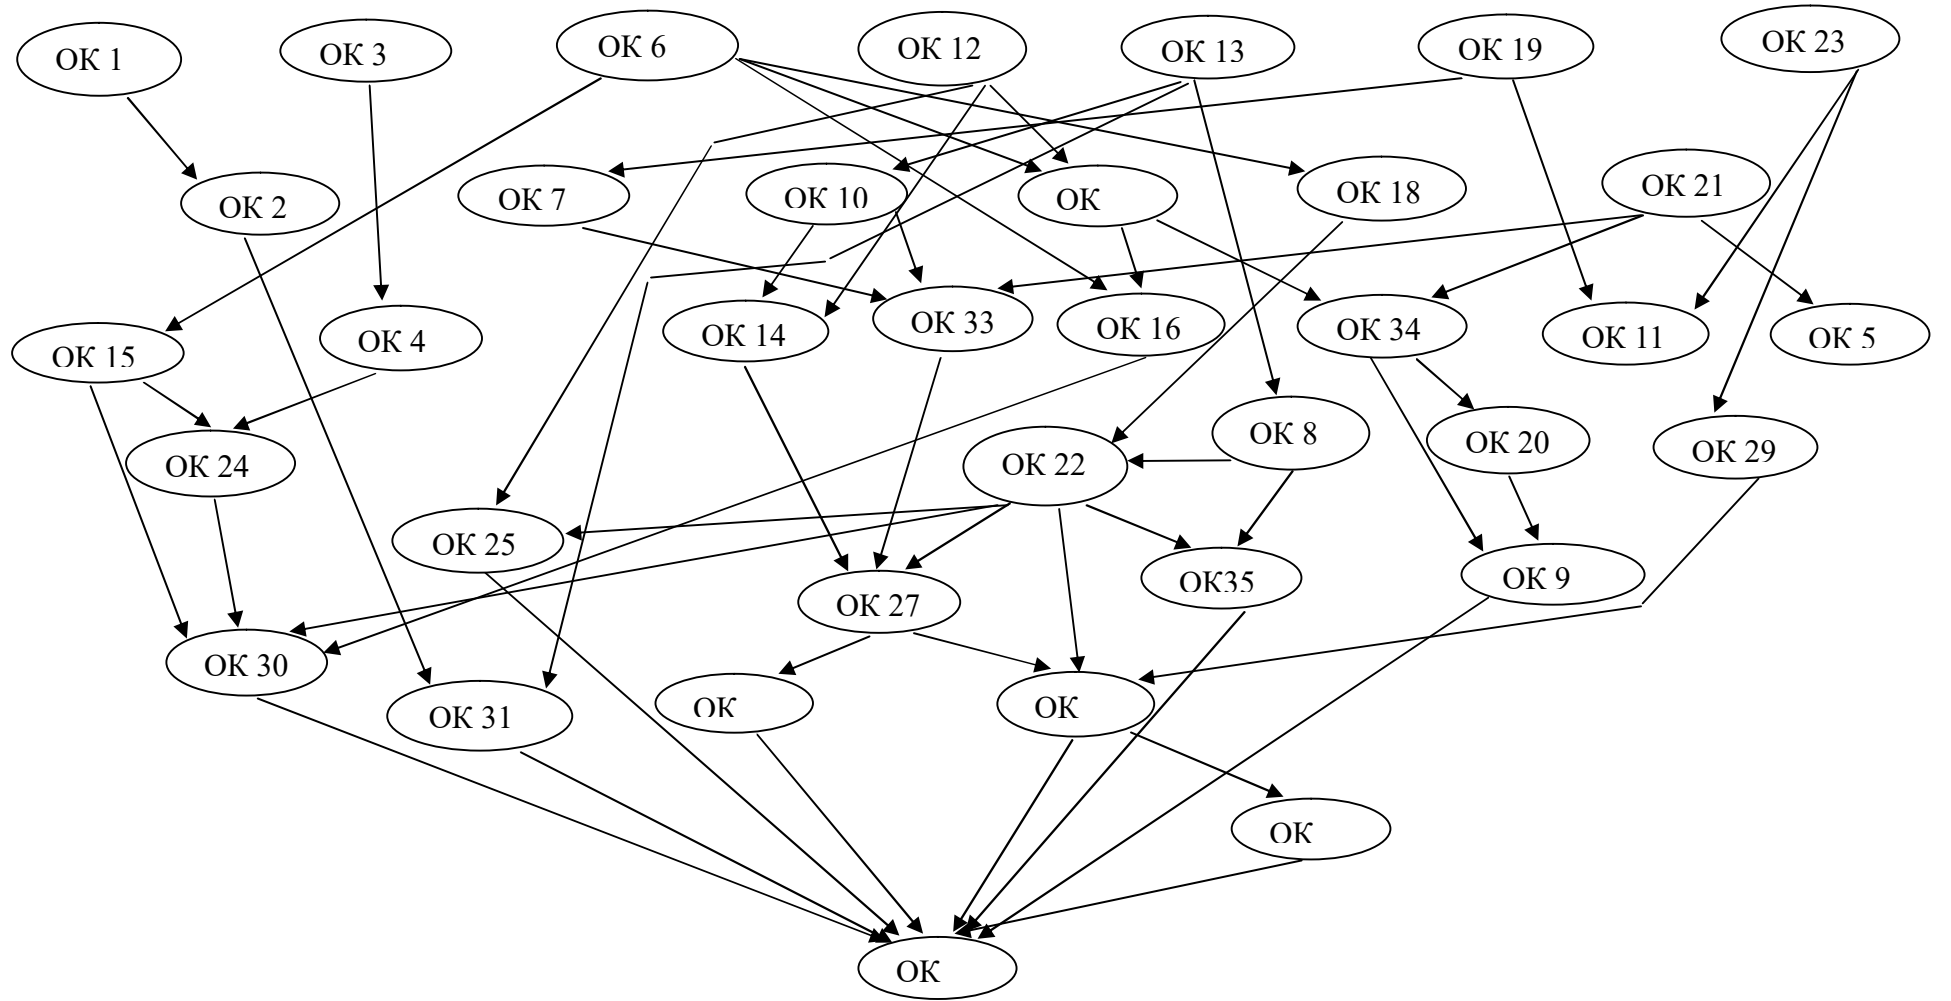 ОК 1
ОК 3
ОК 6
ОК 12
ОК 13
ОК 19
ОК 23
ОК 2
ОК 7
ОК 10
ОК
ОК 18
ОК 21
ОК 15
ОК 4
ОК 14
ОК 33
ОК 16
ОК 34
ОК 11
ОК 5
ОК 24
ОК 22
ОК 8
ОК 20
ОК 29
ОК 25
ОК 27
ОК35
ОК 9
ОК 30
ОК 31
ОК
ОК
ОК
ОК